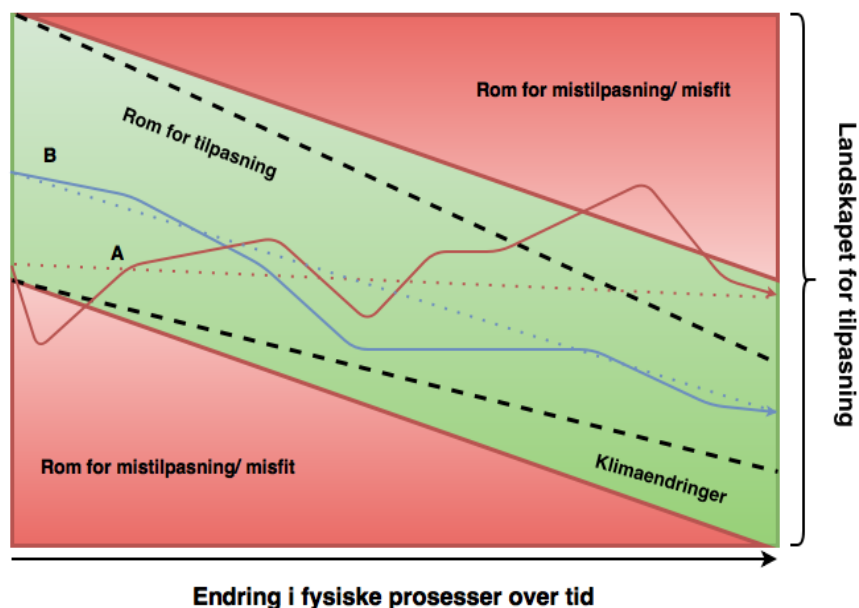 Rom for mistilpasning/ misfit
Rom for tilpasning
B
A
Landskapet for tilpasning
Rom for mistilpasning/ misfit
Klimaendringer
Endring i fysiske prosesser over tid